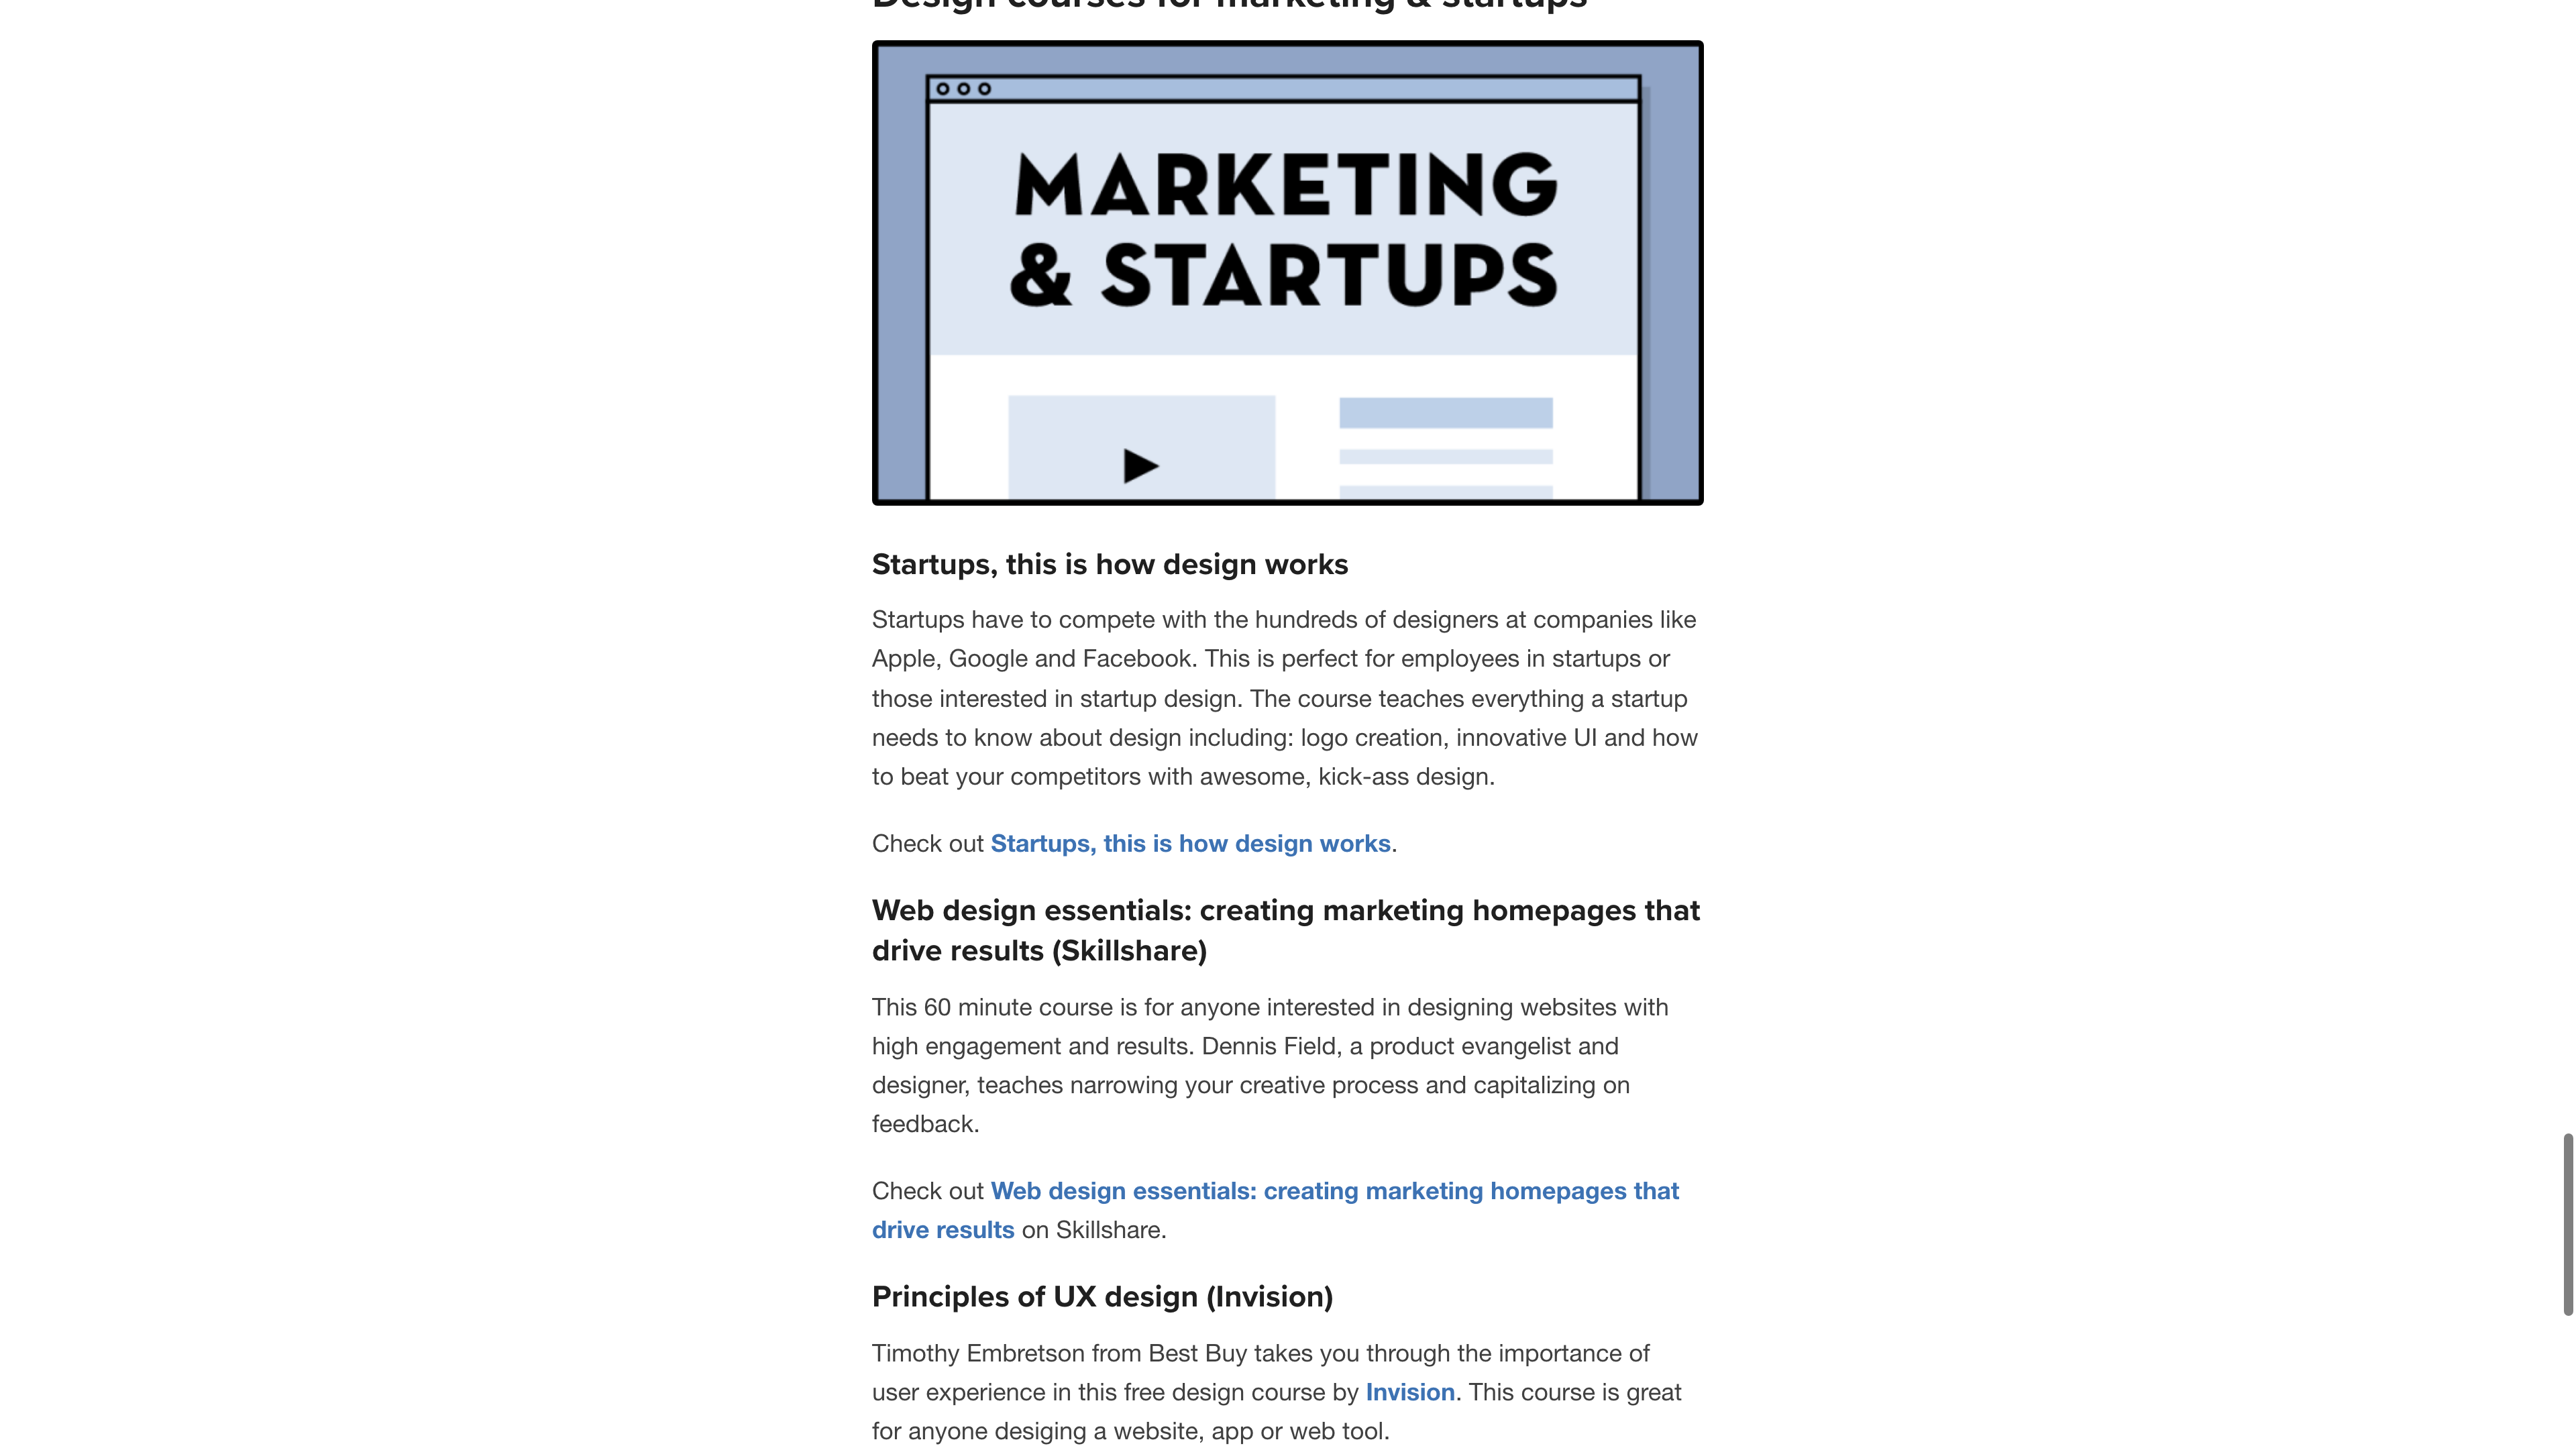 Design courses for marketing & startups
MARKETING
& STARTUPS
Startups, this is how design works
Startups have to compete with the hundreds of designers at companies like
Apple, Google and Facebook. This is perfect for employees in startups or
those interested in startup design. The course teaches everything a startup
needs to know about design including: logo creation, innovative UI and how
to beat your competitors with awesome, kick-ass design.
Check out Startups, this is how design works.
Web design essentials: creating marketing homepages that
drive results (Skillshare)
This 60 minute course is for anyone interested in designing websites with
high engagement and results. Dennis Field, a product evangelist and
designer, teaches narrowing your creative process and capitalizing on
feedback.
Check out Web design essentials: creating marketing homepages that
drive results on Skillshare.
Principles of UX design (Invision)
Timothy Embretson from Best Buy takes you through the importance of
user experience in this free design course by Invision. This course is great
for anyone desiging a website, app or web tool.